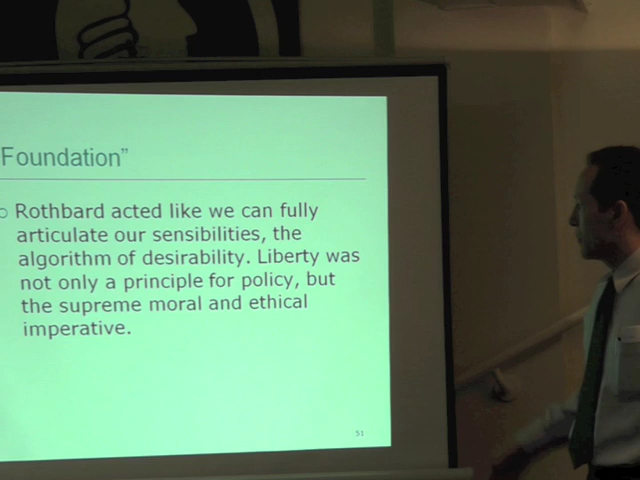 Foundation”
Rothbard acted like we can fully
articulate our sensibilities, the
algorithm of desirability. Liberty was
not only a principle for policy, but
the supreme moral and ethical
imperative.
51